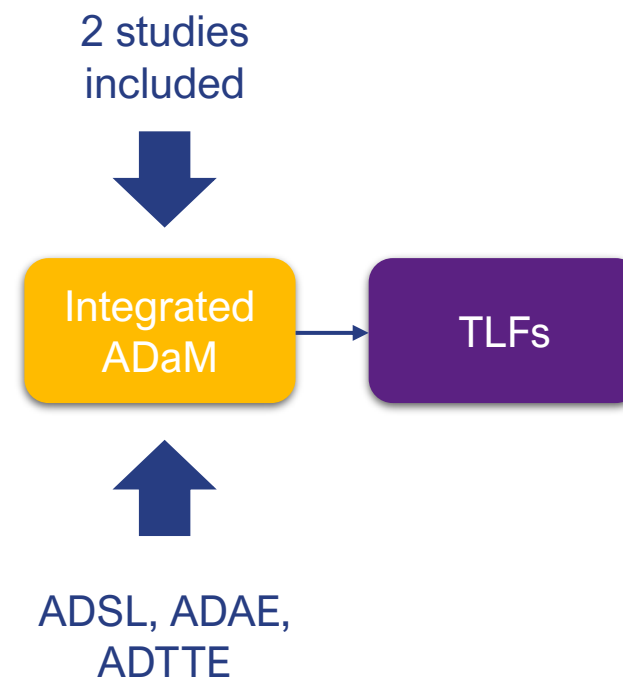 2 studies
included
Integrated
ADaM
TLFs
ADSL, ADAE,
ADTTE